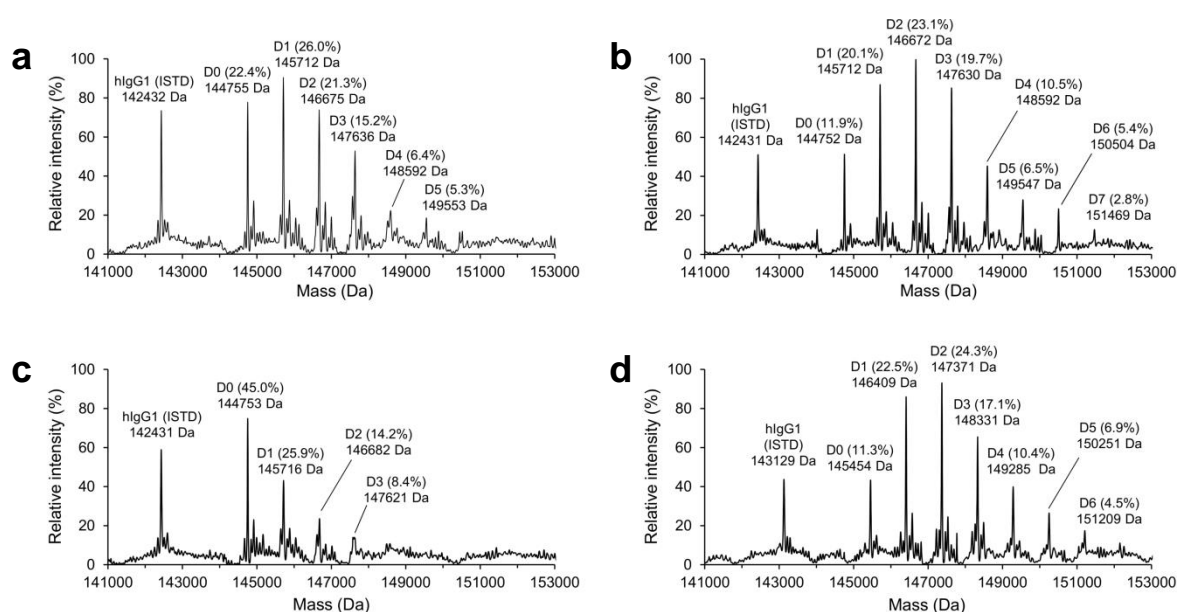 a
Relative intensity (%)
100
80
60
40
20
0
hIgG1 (ISTD)
142432 Da
D0 (22.4%)
144755 Da
D1 (26.0%)
145712 Da
D2 (21.3%)
146675 Da
D3 (15.2%)
147636 Da
D4 (6.4%)
148592 Da
D5 (5.3%)
149553 Da
141000 143000 145000 147000 149000 151000 153000
Mass (Da)
b
Relative intensity (%)
100
80
60
40
20
0
hIgG1
(ISTD)
142431 Da
D0 (11.9%)
144752 Da
D1 (20.1%)
145712 Da
D2 (23.1%)
146672 Da
D3 (19.7%)
147630 Da
D4 (10.5%)
148592 Da
D5 (6.5%)
149547 Da
D6 (5.4%)
150504 Da
D7 (2.8%)
151469 Da
141000 143000 145000 147000 149000 151000 153000
Mass (Da)
c
Relative intensity (%)
100
80
60
40
20
0
hIgG1 (ISTD)
142431 Da
D0 (45.0%)
144753 Da
D1 (25.9%)
145716 Da
D2 (14.2%)
146682 Da
D3 (8.4%)
147621 Da
141000 143000 145000 147000 149000 151000 153000
Mass (Da)
d
Relative intensity (%)
100
80
60
40
20
0
hIgG1
(ISTD)
143129 Da
D0 (11.3%)
145454 Da
D1 (22.5%)
146409 Da
D2 (24.3%)
147371 Da
D3 (17.1%)
148331 Da
D4 (10.4%)
149285 Da
D5 (6.9%)
150251 Da
D6 (4.5%)
151209 Da
141000 143000 145000 147000 149000 151000 153000
Mass (Da)